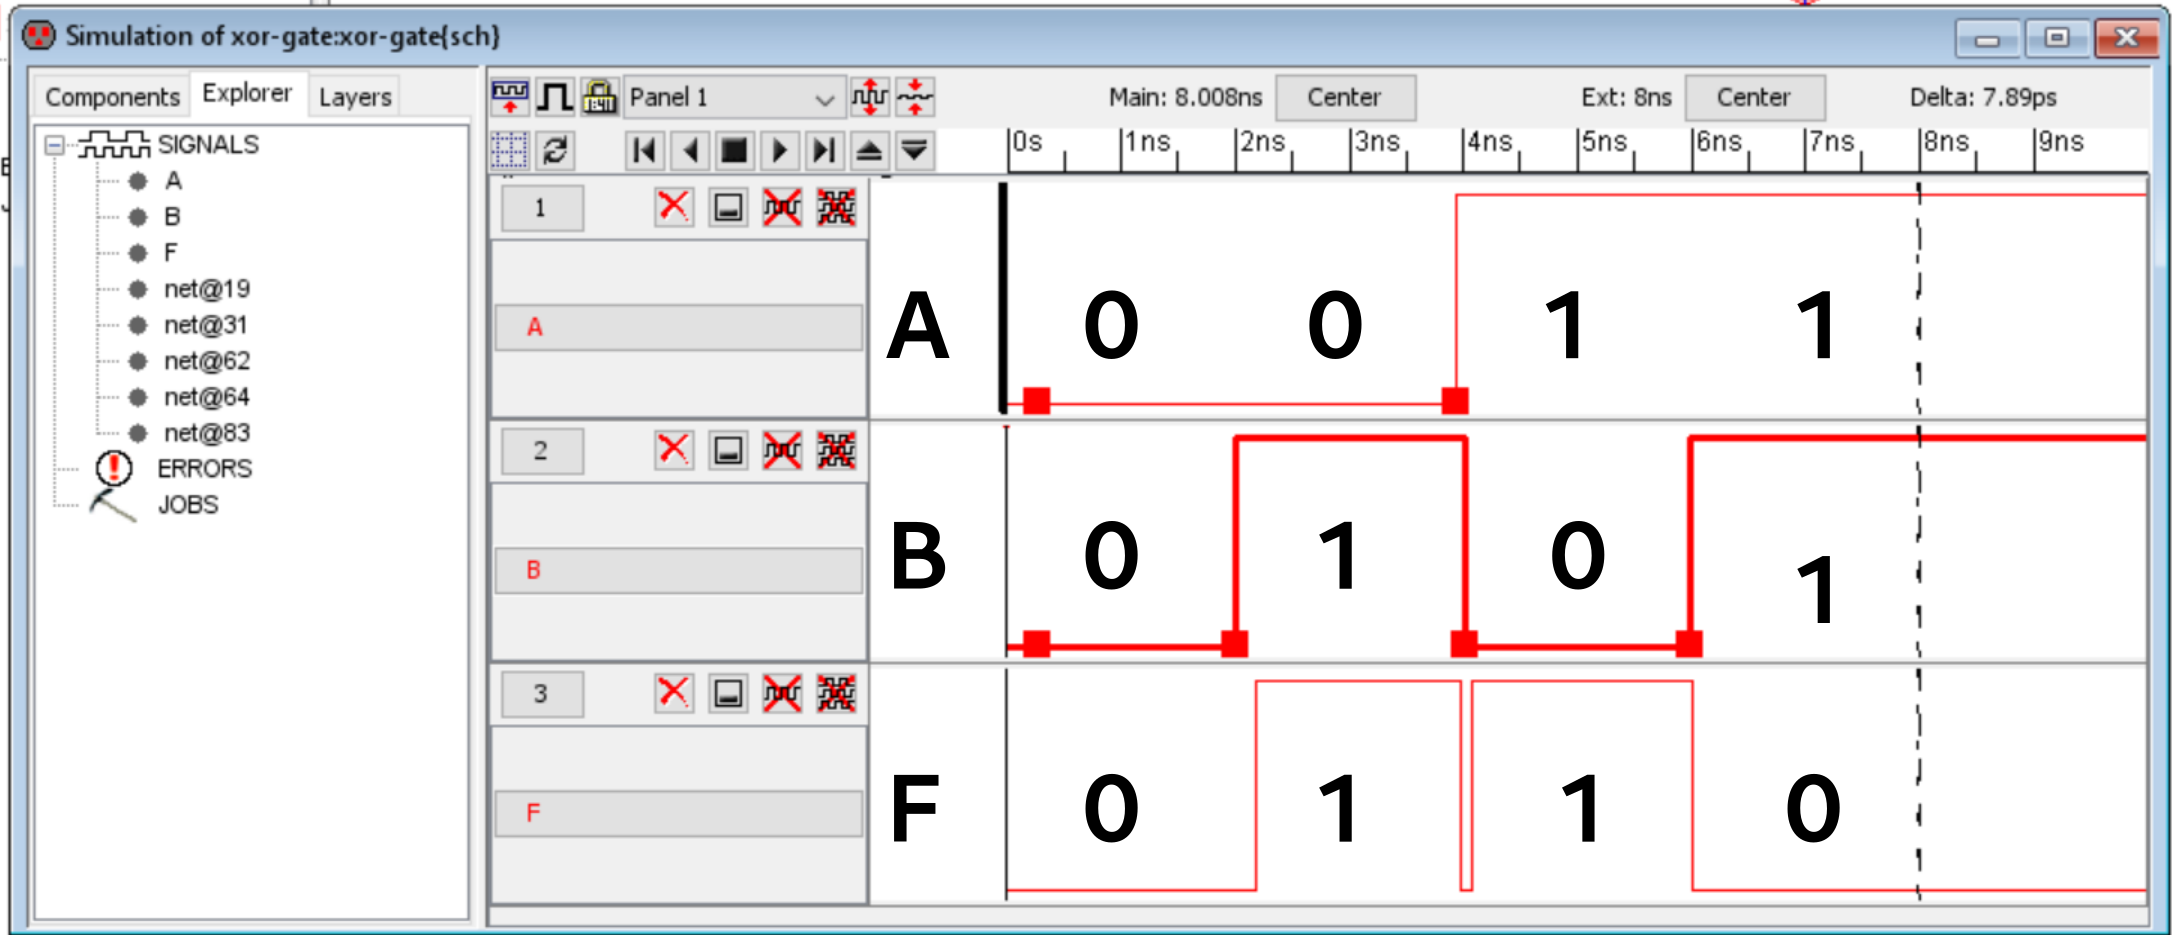 Simulation of xor-gate:xor-gate{sch}
Components Explorer Layers
Panel 1 Main: 8.008ns Center Ext: 8ns Center Delta: 7.89ps
0s 1ns 2ns 3ns 4ns 5ns 6ns 7ns 8ns 9ns
SIGNALS
A
B
F
net@19
net@31
net@62
net@64
net@83
ERRORS
JOBS
1
A
A 0 0 1 1
2
B
B 0 1 0 1
3
F
F 0 1 1 0